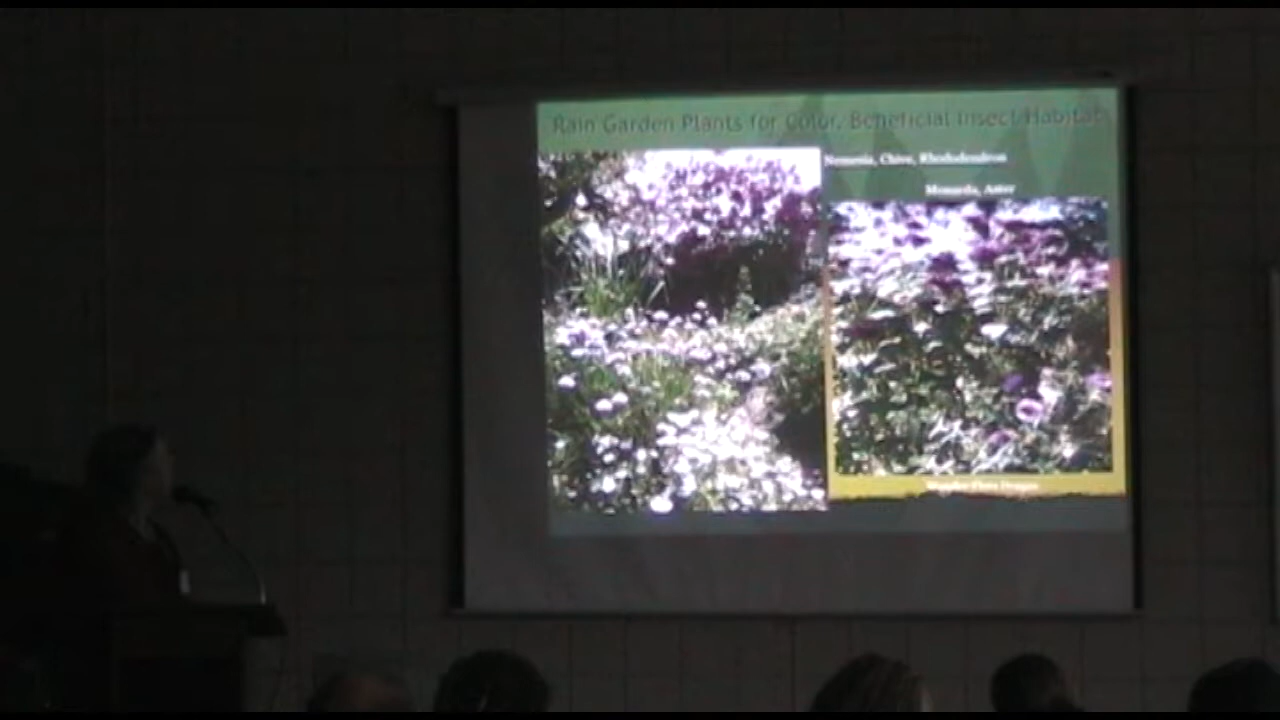 Rain Garden Plants for Color, Beneficial Insect Habitat
Nemesia, Chive, Rhododendron
Monarda, Aster